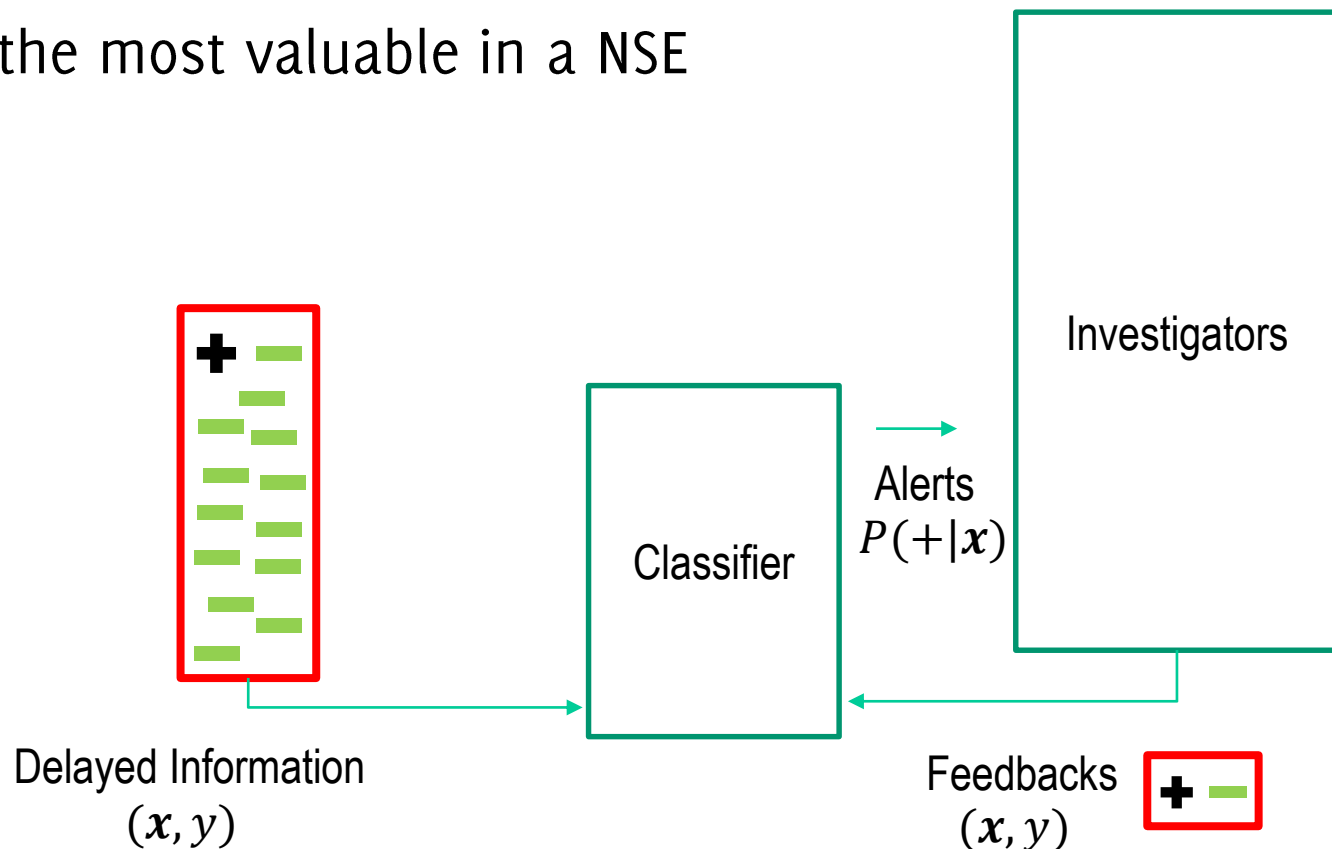 the most valuable in a NSE
Investigators
Alerts
P(+|x)
Classifier
Delayed Information
(x, y)
Feedbacks
(x, y)